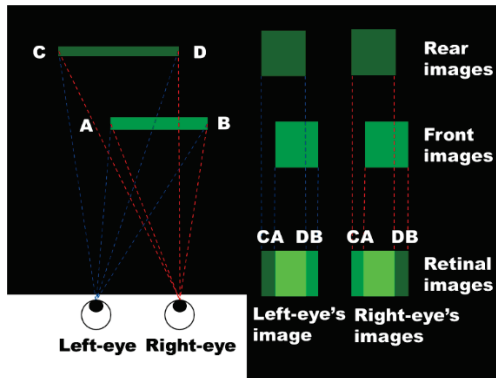 C D
A B
Left-eye Right-eye
Rear
images
Front
images
CA DB CA DB
Retinal
images
Left-eye's
image
Right-eye's
images